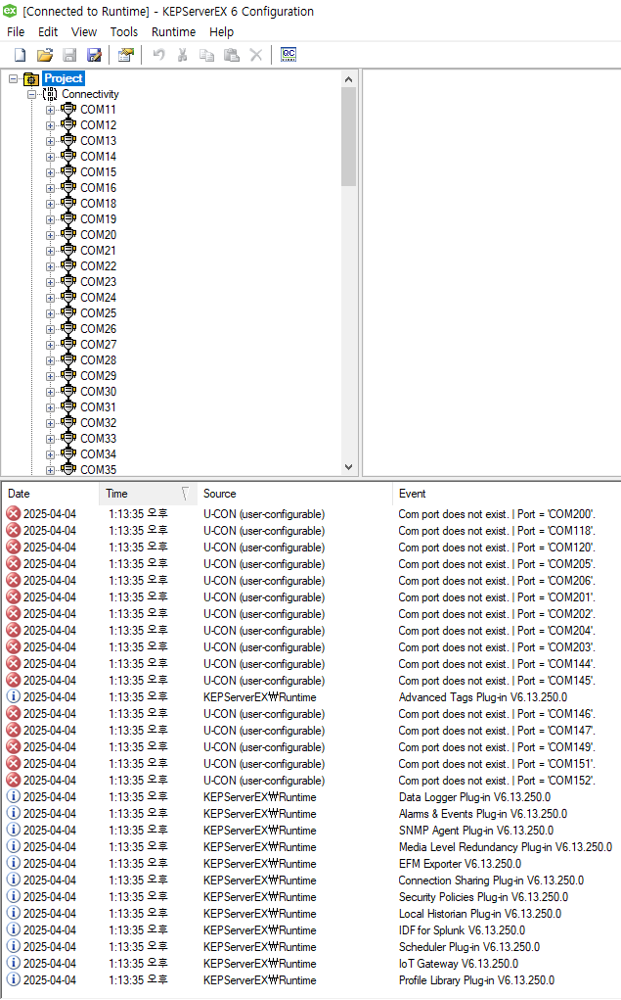 [Connected to Runtime] - KEPServerEX 6 Configuration
File Edit View Tools Runtime Help
Project
Connectivity
COM11
COM12
COM13
COM14
COM15
COM16
COM18
COM19
COM20
COM21
COM22
COM23
COM24
COM25
COM26
COM27
COM28
COM29
COM30
COM31
COM32
COM33
COM34
COM35
Date Time Source Event
2025-04-04 1:13:35 오후 U-CON (user-configurable) Com port does not exist. | Port = 'COM200'.
2025-04-04 1:13:35 오후 U-CON (user-configurable) Com port does not exist. | Port = 'COM118'.
2025-04-04 1:13:35 오후 U-CON (user-configurable) Com port does not exist. | Port = 'COM120'.
2025-04-04 1:13:35 오후 U-CON (user-configurable) Com port does not exist. | Port = 'COM205'.
2025-04-04 1:13:35 오후 U-CON (user-configurable) Com port does not exist. | Port = 'COM206'.
2025-04-04 1:13:35 오후 U-CON (user-configurable) Com port does not exist. | Port = 'COM201'.
2025-04-04 1:13:35 오후 U-CON (user-configurable) Com port does not exist. | Port = 'COM202'.
2025-04-04 1:13:35 오후 U-CON (user-configurable) Com port does not exist. | Port = 'COM204'.
2025-04-04 1:13:35 오후 U-CON (user-configurable) Com port does not exist. | Port = 'COM203'.
2025-04-04 1:13:35 오후 U-CON (user-configurable) Com port does not exist. | Port = 'COM144'.
2025-04-04 1:13:35 오후 U-CON (user-configurable) Com port does not exist. | Port = 'COM145'.
2025-04-04 1:13:35 오후 KEPServerEX₩Runtime Advanced Tags Plug-in V6.13.250.0
2025-04-04 1:13:35 오후 U-CON (user-configurable) Com port does not exist. | Port = 'COM146'.
2025-04-04 1:13:35 오후 U-CON (user-configurable) Com port does not exist. | Port = 'COM147'.
2025-04-04 1:13:35 오후 U-CON (user-configurable) Com port does not exist. | Port = 'COM149'.
2025-04-04 1:13:35 오후 U-CON (user-configurable) Com port does not exist. | Port = 'COM151'.
2025-04-04 1:13:35 오후 U-CON (user-configurable) Com port does not exist. | Port = 'COM152'.
2025-04-04 1:13:35 오후 KEPServerEX₩Runtime Data Logger Plug-in V6.13.250.0
2025-04-04 1:13:35 오후 KEPServerEX₩Runtime Alarms & Events Plug-in V6.13.250.0
2025-04-04 1:13:35 오후 KEPServerEX₩Runtime SNMP Agent Plug-in V6.13.250.0
2025-04-04 1:13:35 오후 KEPServerEX₩Runtime Media Level Redundancy Plug-in V6.13.250.0
2025-04-04 1:13:35 오후 KEPServerEX₩Runtime EFM Exporter V6.13.250.0
2025-04-04 1:13:35 오후 KEPServerEX₩Runtime Connection Sharing Plug-in V6.13.250.0
2025-04-04 1:13:35 오후 KEPServerEX₩Runtime Security Policies Plug-in V6.13.250.0
2025-04-04 1:13:35 오후 KEPServerEX₩Runtime Local Historian Plug-in V6.13.250.0
2025-04-04 1:13:35 오후 KEPServerEX₩Runtime IDF for Splunk V6.13.250.0
2025-04-04 1:13:35 오후 KEPServerEX₩Runtime Scheduler Plug-in V6.13.250.0
2025-04-04 1:13:35 오후 KEPServerEX₩Runtime IoT Gateway V6.13.250.0
2025-04-04 1:13:35 오후 KEPServerEX₩Runtime Profile Library Plug-in V6.13.250.0